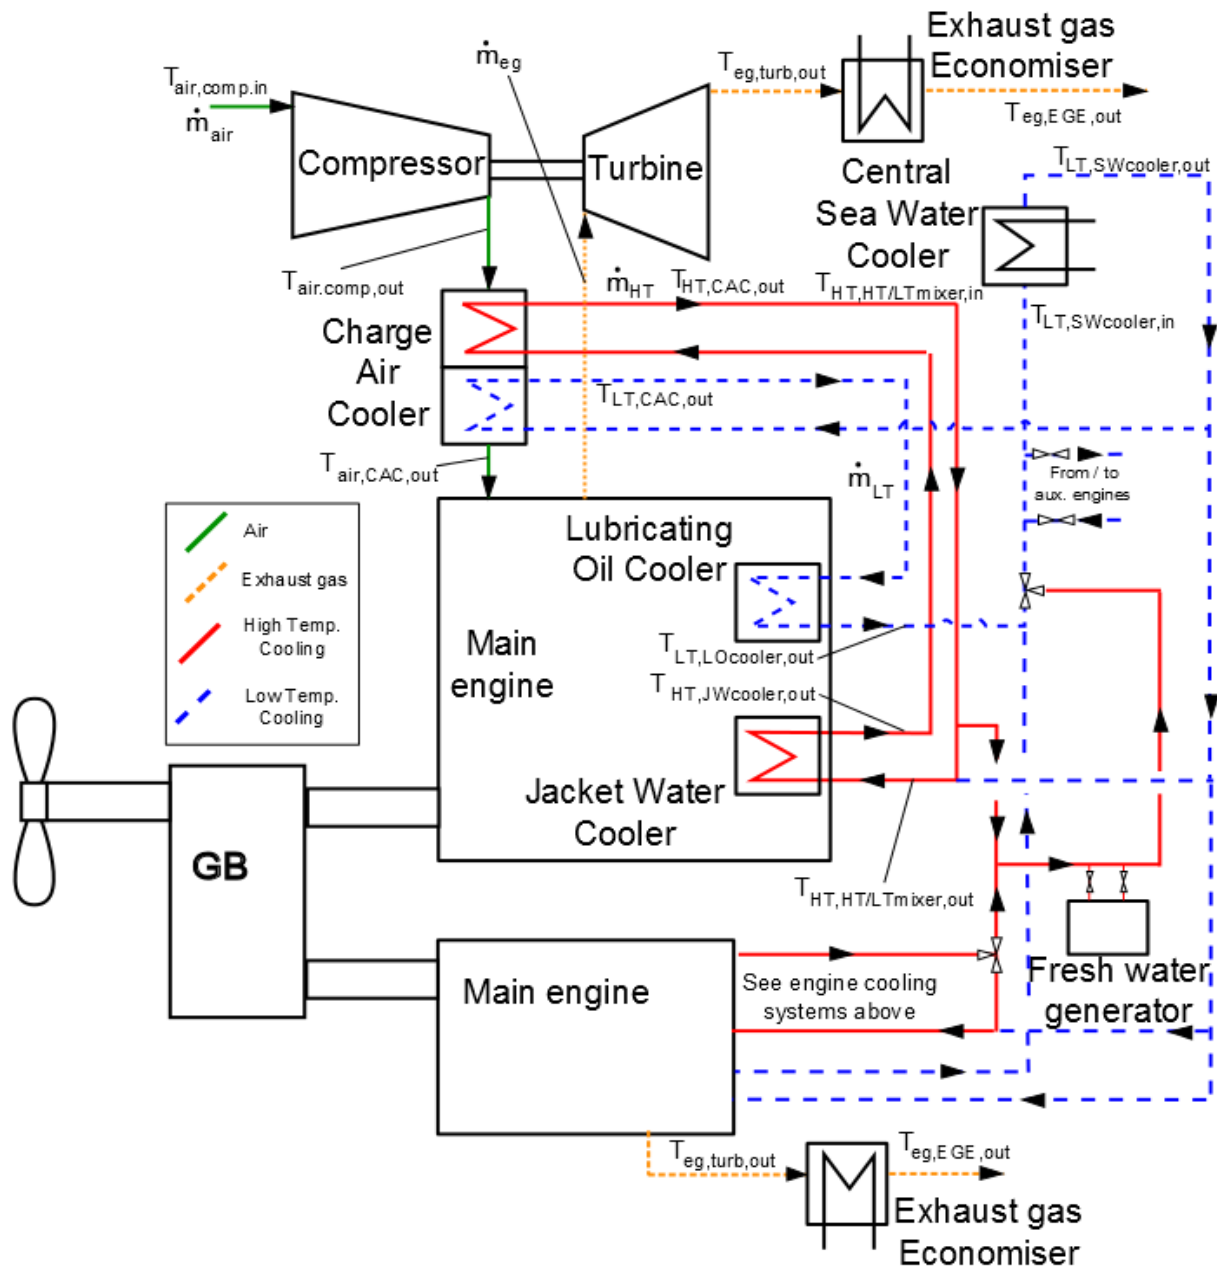 Exhaust gas
Economiser
ṁeg
Teg,turb,out
Tair,comp.in
ṁair
Teg,EGE,out
Compressor
Turbine
Central
Sea Water
Cooler
TLT,SWcooler,out
Tair.comp,out
ṁHT
THT,CAC,out
THT,HT/LTmixer,in
TLT,SWcooler,in
Charge
Air
Cooler
TLT,CAC,out
Tair,CAC,out
ṁLT
From / to
aux. engines
Air
Exhaust gas
High Temp.
Cooling
Low Temp.
Cooling
Lubricating
Oil Cooler
Main
engine
TLT,LOcooler,out
THT,JWcooler,out
Jacket Water
Cooler
GB
THT,HT/LTmixer,out
Main engine
See engine cooling
systems above
Fresh water
generator
Teg,turb,out
Teg,EGE,out
Exhaust gas
Economiser